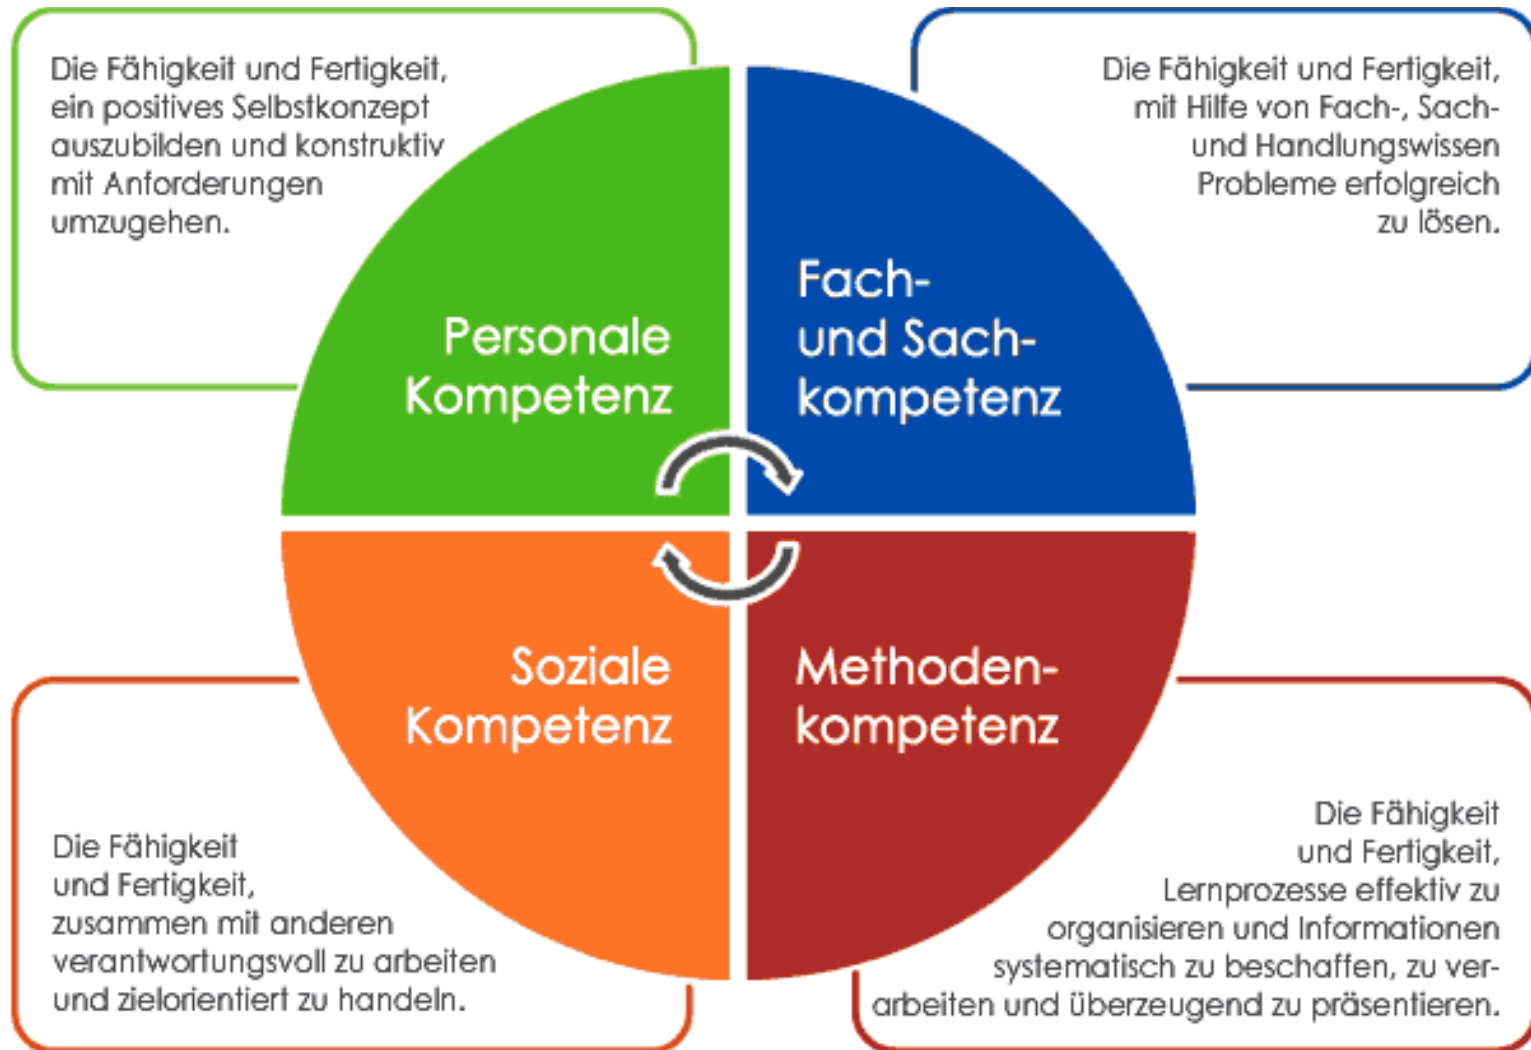 Die Fähigkeit und Fertigkeit,
ein positives Selbstkonzept
auszubilden und konstruktiv
mit Anforderungen
umzugehen.
Die Fähigkeit und Fertigkeit,
mit Hilfe von Fach-, Sach-
und Handlungswissen
Probleme erfolgreich
zu lösen.
Personale
Kompetenz
Fach-
und Sach-
kompetenz
Soziale
Kompetenz
Methoden-
kompetenz
Die Fähigkeit
und Fertigkeit,
zusammen mit anderen
verantwortungsvoll zu arbeiten
und zielorientiert zu handeln.
Die Fähigkeit
und Fertigkeit,
Lernprozesse effektiv zu
organisieren und Informationen
systematisch zu beschaffen, zu ver-
arbeiten und überzeugend zu präsentieren.